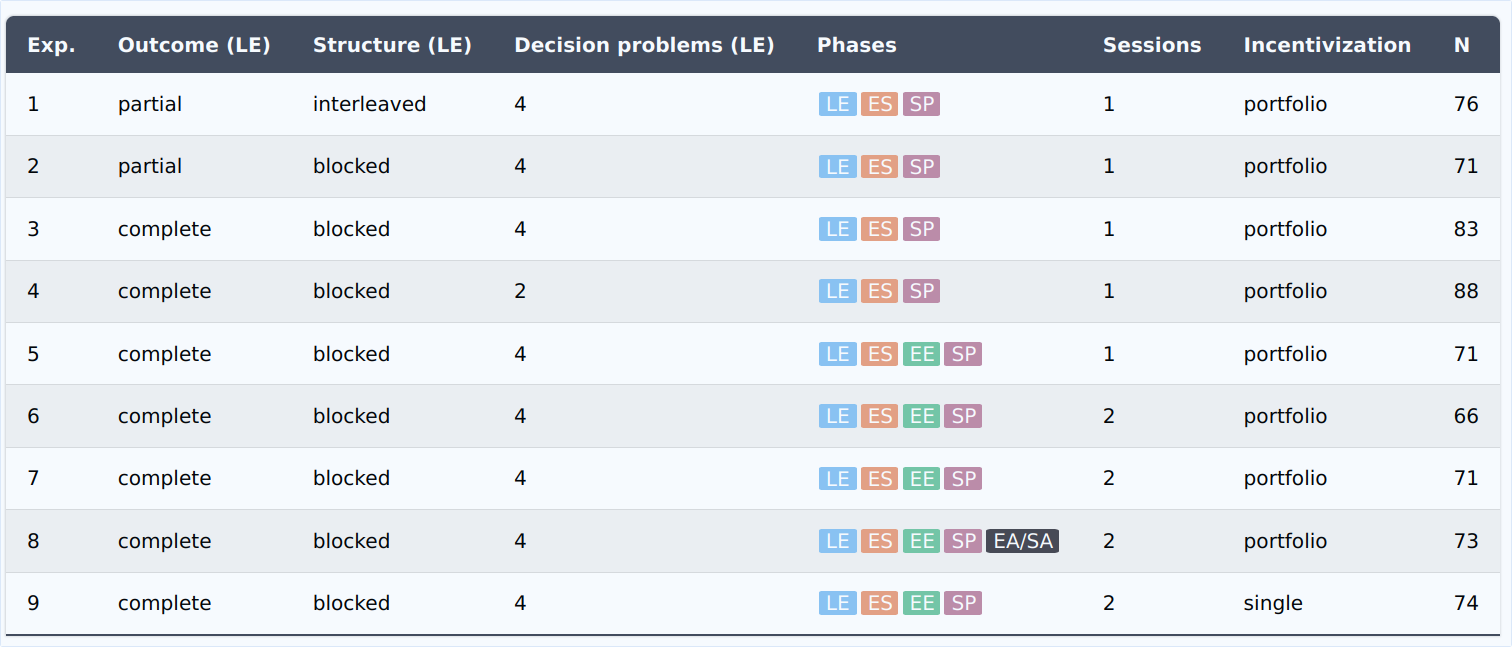 Exp. Outcome (LE) Structure (LE) Decision problems (LE) Phases Sessions Incentivization N
1 partial interleaved 4 LE ES SP 1 portfolio 76
2 partial blocked 4 LE ES SP 1 portfolio 71
3 complete blocked 4 LE ES SP 1 portfolio 83
4 complete blocked 2 LE ES SP 1 portfolio 88
5 complete blocked 4 LE ES EE SP 1 portfolio 71
6 complete blocked 4 LE ES EE SP 2 portfolio 66
7 complete blocked 4 LE ES EE SP 2 portfolio 71
8 complete blocked 4 LE ES EE SP EA/SA 2 portfolio 73
9 complete blocked 4 LE ES EE SP 2 single 74